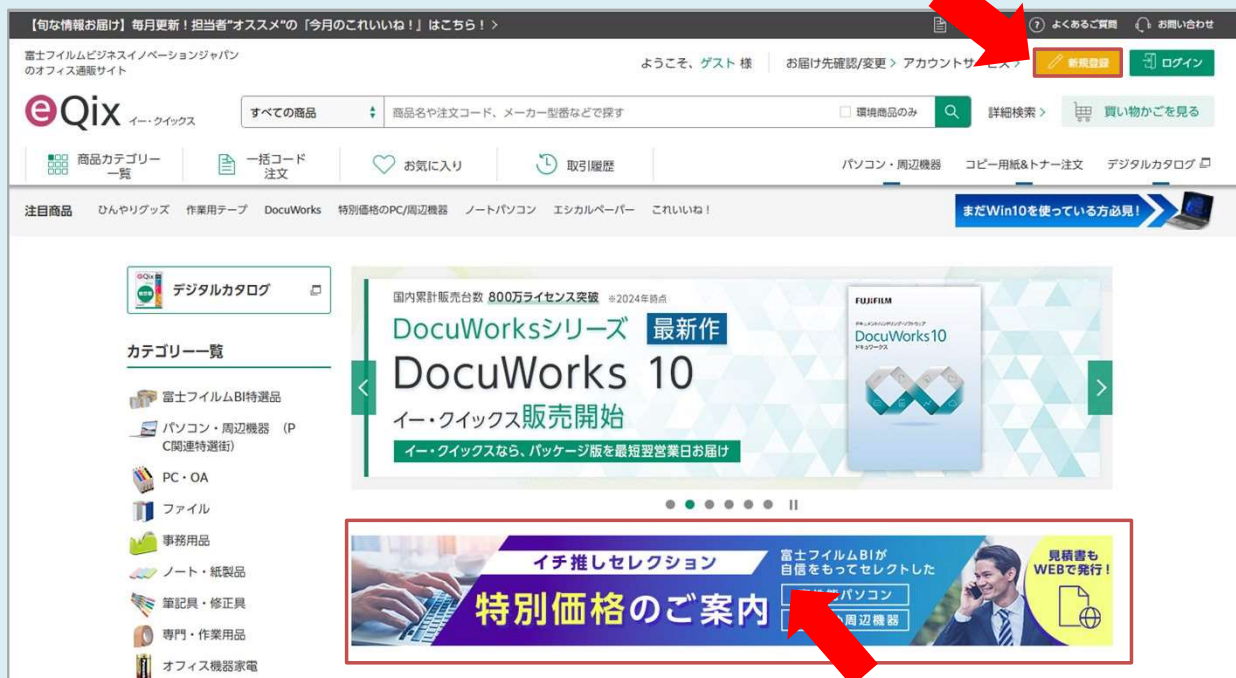 【旬な情報お届け】毎月更新！担当者”オススメ”の「今月のこれいいね！」はこちら！ >
? よくあるご質問
お問い合わせ
富士フイルムビジネスイノベーションジャパン
のオフィス通販サイト
ようこそ、ゲスト 様
お届け先確認/変更 >
新規登録
ログイン
eQix イー・クイックス
すべての商品
商品名や注文コード、メーカー型番などで探す
環境商品のみ
詳細検索 >
買い物かごを見る
商品カテゴリー
一覧
一括コード
注文
お気に入り
取引履歴
パソコン・周辺機器
コピー用紙&トナー注文
デジタルカタログ
注目商品
ひんやりグッズ
作業用テープ
DocuWorks
特別価格のPC/周辺機器
ノートパソコン
エシカルペーパー
これいいね！
まだWin10を使っている方必見！
デジタルカタログ
カテゴリー一覧
富士フイルムBI特選品
パソコン・周辺機器 （P
C関連特選街)
PC・OA
ファイル
事務用品
ノート・紙製品
筆記具・修正具
専門・作業用品
オフィス機器家電
国内累計販売台数 800万ライセンス突破 ※2024年時点
DocuWorksシリーズ 最新作
DocuWorks 10
イー・クイックス販売開始
イー・クイックスなら、パッケージ版を最短翌営業日お届け
FUJIFILM
DocuWorks10
ドキュワークス
イチ推しセレクション
特別価格のご案内
富士フイルムBIが
自信をもってセレクトした
パソコン
周辺機器
見積書も
WEBで発行！